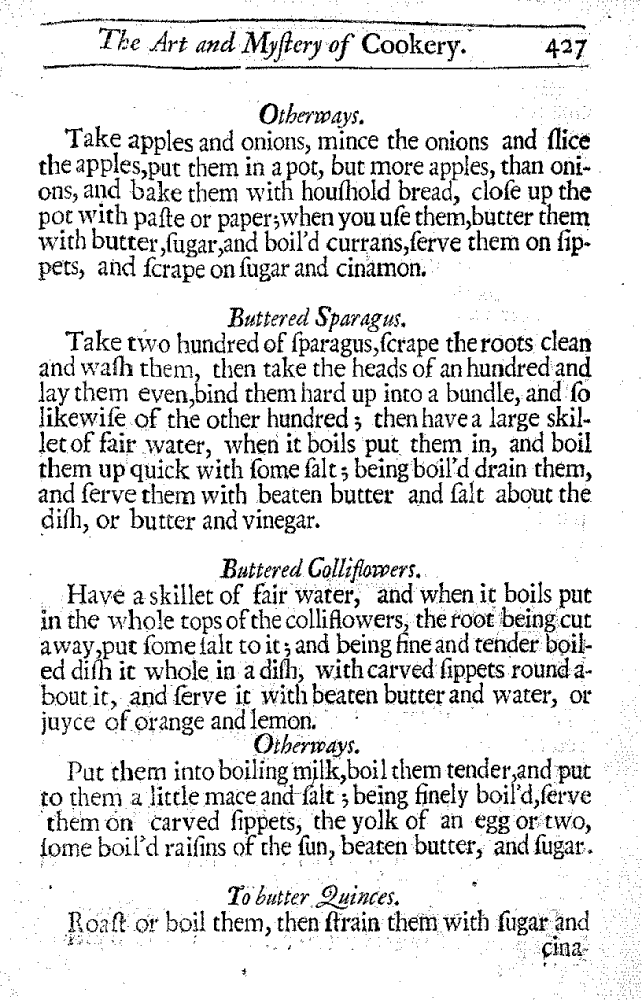 The Art and Myſtery of Cookery. 427
Otherways.
Take apples and onions, mince the onions and ſlice
the apples,put them in a pot, but more apples, than oni-
ons, and bake them with houſhold bread, cloſe up the
pot with paſte or paper;when you uſe them,butter them
with butter,ſugar,and boil'd currans,ſerve them on ſip-
pets, and ſcrape on ſugar and cinamon.
Buttered Sparagus.
Take two hundred of ſparagus,ſcrape the roots clean
and waſh them, then take the heads of an hundred and
lay them even,bind them hard up into a bundle, and ſo
likewiſe of the other hundred ; then have a large skil-
let of fair water, when it boils put them in, and boil
them up quick with ſome ſalt ; being boil'd drain them,
and ſerve them with beaten butter and ſalt about the
diſh, or butter and vinegar.
Buttered Colliflowers.
Have a skillet of fair water, and when it boils put
in the whole tops of the colliflowers, the root being cut
away,put ſome ſalt to it ; and being fine and tender boil-
ed diſh it whole in a diſh, with carved ſippets round a-
bout it, and ſerve it with beaten butter and water, or
juyce of orange and lemon.
Otherways.
Put them into boiling milk,boil them tender,and put
to them a little mace and ſalt ; being finely boil'd,ſerve
them on carved ſippets, the yolk of an egg or two,
ſome boil'd raiſins of the ſun, beaten butter, and ſugar.
To butter Quinces.
Roaſt or boil them, then ſtrain them with ſugar and
cina-